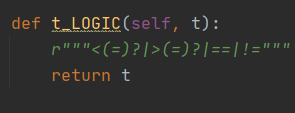 def t_LOGIC(self, t):
    r"""<(=)?|>(=)?|==|!="""
    return t